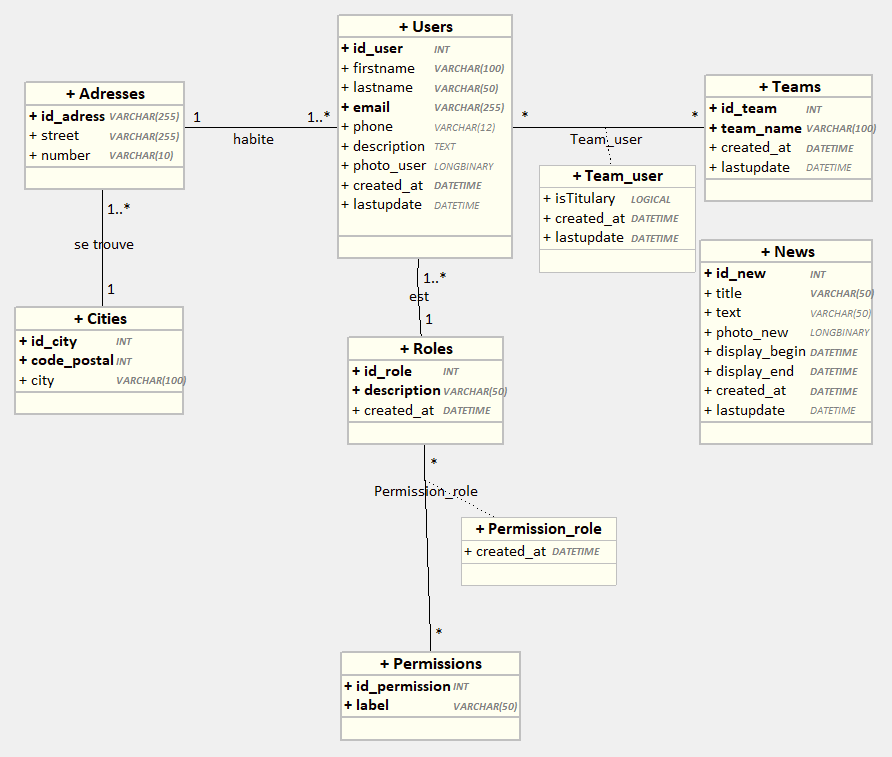 + Users
+ id_user INT
+ firstname VARCHAR(100)
+ lastname VARCHAR(50)
+ email VARCHAR(255)
+ phone VARCHAR(12)
+ description TEXT
+ photo_user LONGBINARY
+ created_at DATETIME
+ lastupdate DATETIME
+ Adresses
+ id_adress VARCHAR(255)
+ street VARCHAR(255)
+ number VARCHAR(10)
1
1..*
habite
*
*
Team_user
+ Teams
+ id_team INT
+ team_name VARCHAR(100)
+ created_at DATETIME
+ lastupdate DATETIME
+ Team_user
+ isTitulary LOGICAL
+ created_at DATETIME
+ lastupdate DATETIME
1..*
se trouve
1
+ Cities
+ id_city INT
+ code_postal INT
+ city VARCHAR(100)
1..*
est
1
+ News
+ id_new INT
+ title VARCHAR(50)
+ text VARCHAR(50)
+ photo_new LONGBINARY
+ display_begin DATETIME
+ display_end DATETIME
+ created_at DATETIME
+ lastupdate DATETIME
+ Roles
+ id_role INT
+ description VARCHAR(50)
+ created_at DATETIME
*
Permission_role
+ Permission_role
+ created_at DATETIME
*
+ Permissions
+ id_permission INT
+ label VARCHAR(50)